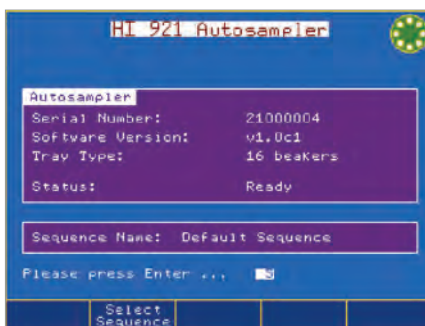 HI 921 Autosampler
Autosampler
Serial Number: 21000004
Software Version: v1.0c1
Tray Type: 16 beakers
Status: Ready
Sequence Name: Default Sequence
Please press Enter ... 5
Select
Sequence